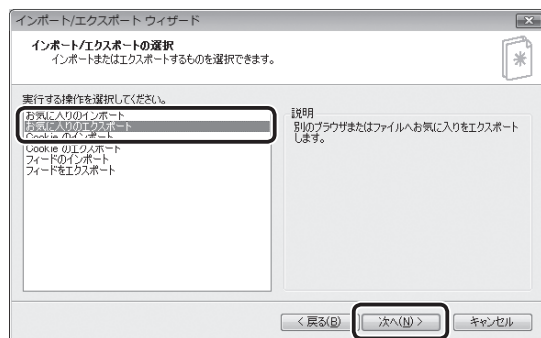 インポート/エクスポート ウィザード
インポート/エクスポートの選択
インポートまたはエクスポートするものを選択できます。
実行する操作を選択してください。
お気に入りのインポート
お気に入りのエクスポート
Cookie のインポート
Cookie のエクスポート
フィードのインポート
フィードをエクスポート
説明
別のブラウザまたはファイルへお気に入りをエクスポート
します。
< 戻る(B)
次へ(N) >
キャンセル